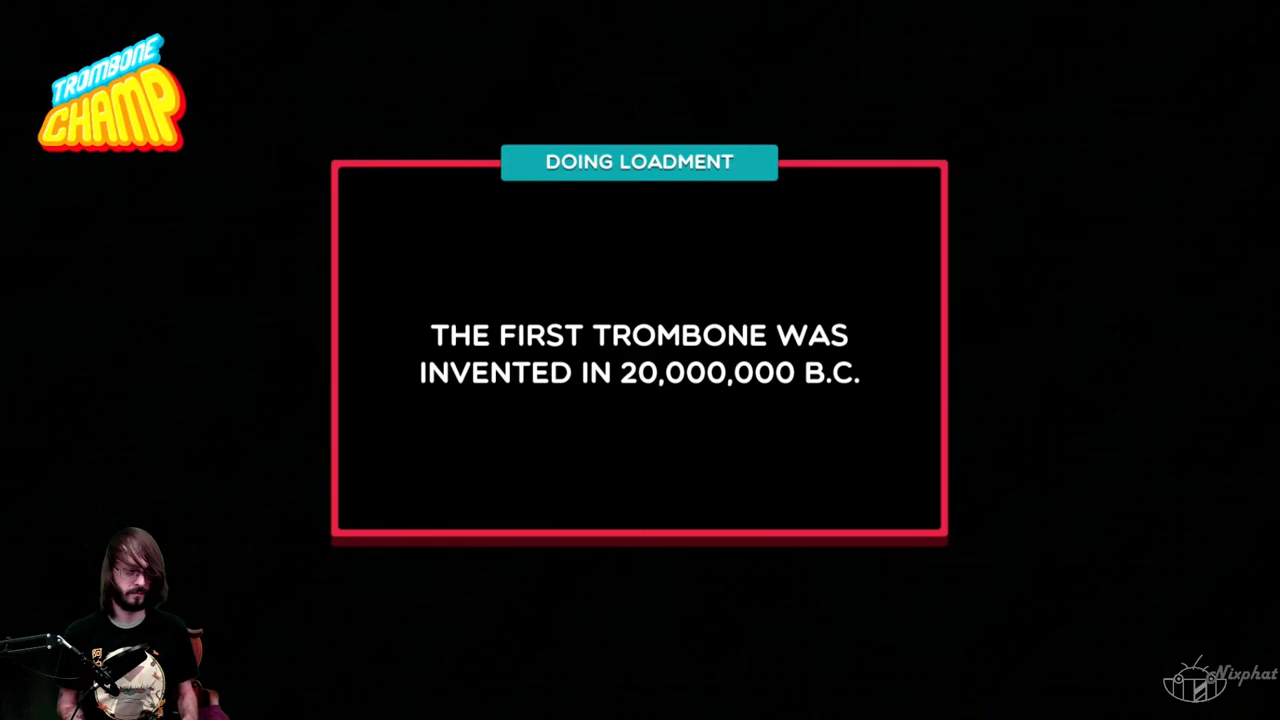 TROMBONE
CHAMP
DOING LOADMENT
THE FIRST TROMBONE WAS
INVENTED IN 20,000,000 B.C.
Nixphat